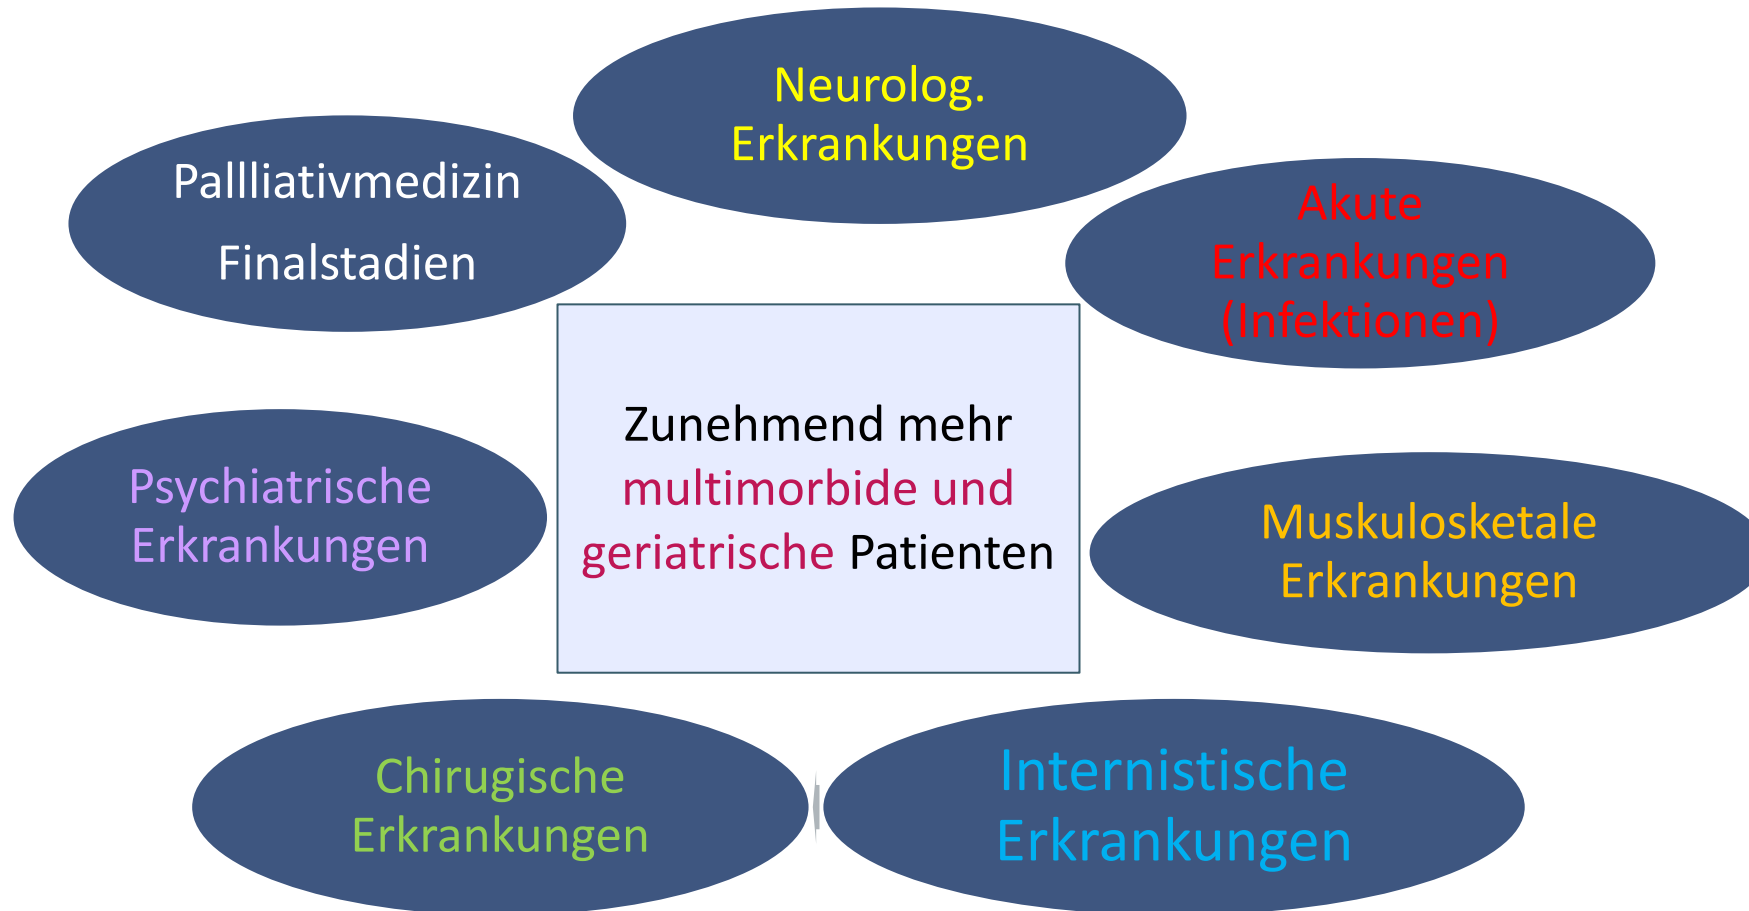 Neurolog.
Erkrankungen
Pallliativmedizin
Finalstadien
Akute
Erkrankungen
(Infektionen)
Zunehmend mehr
multimorbide und
geriatrische Patienten
Psychiatrische
Erkrankungen
Muskulosketale
Erkrankungen
Chirugische
Erkrankungen
Internistische
Erkrankungen